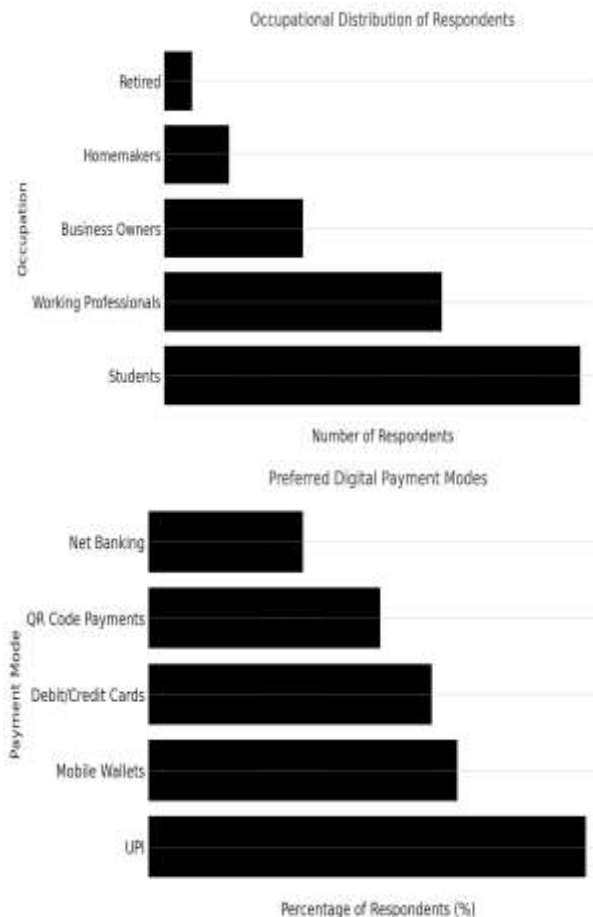 Occupational Distribution of Respondents
Retired
Homemakers
Business Owners
Working Professionals
Students
Occupation
Number of Respondents
Preferred Digital Payment Modes
Net Banking
QR Code Payments
Debit/Credit Cards
Mobile Wallets
UPI
Payment Mode
Percentage of Respondents (%)